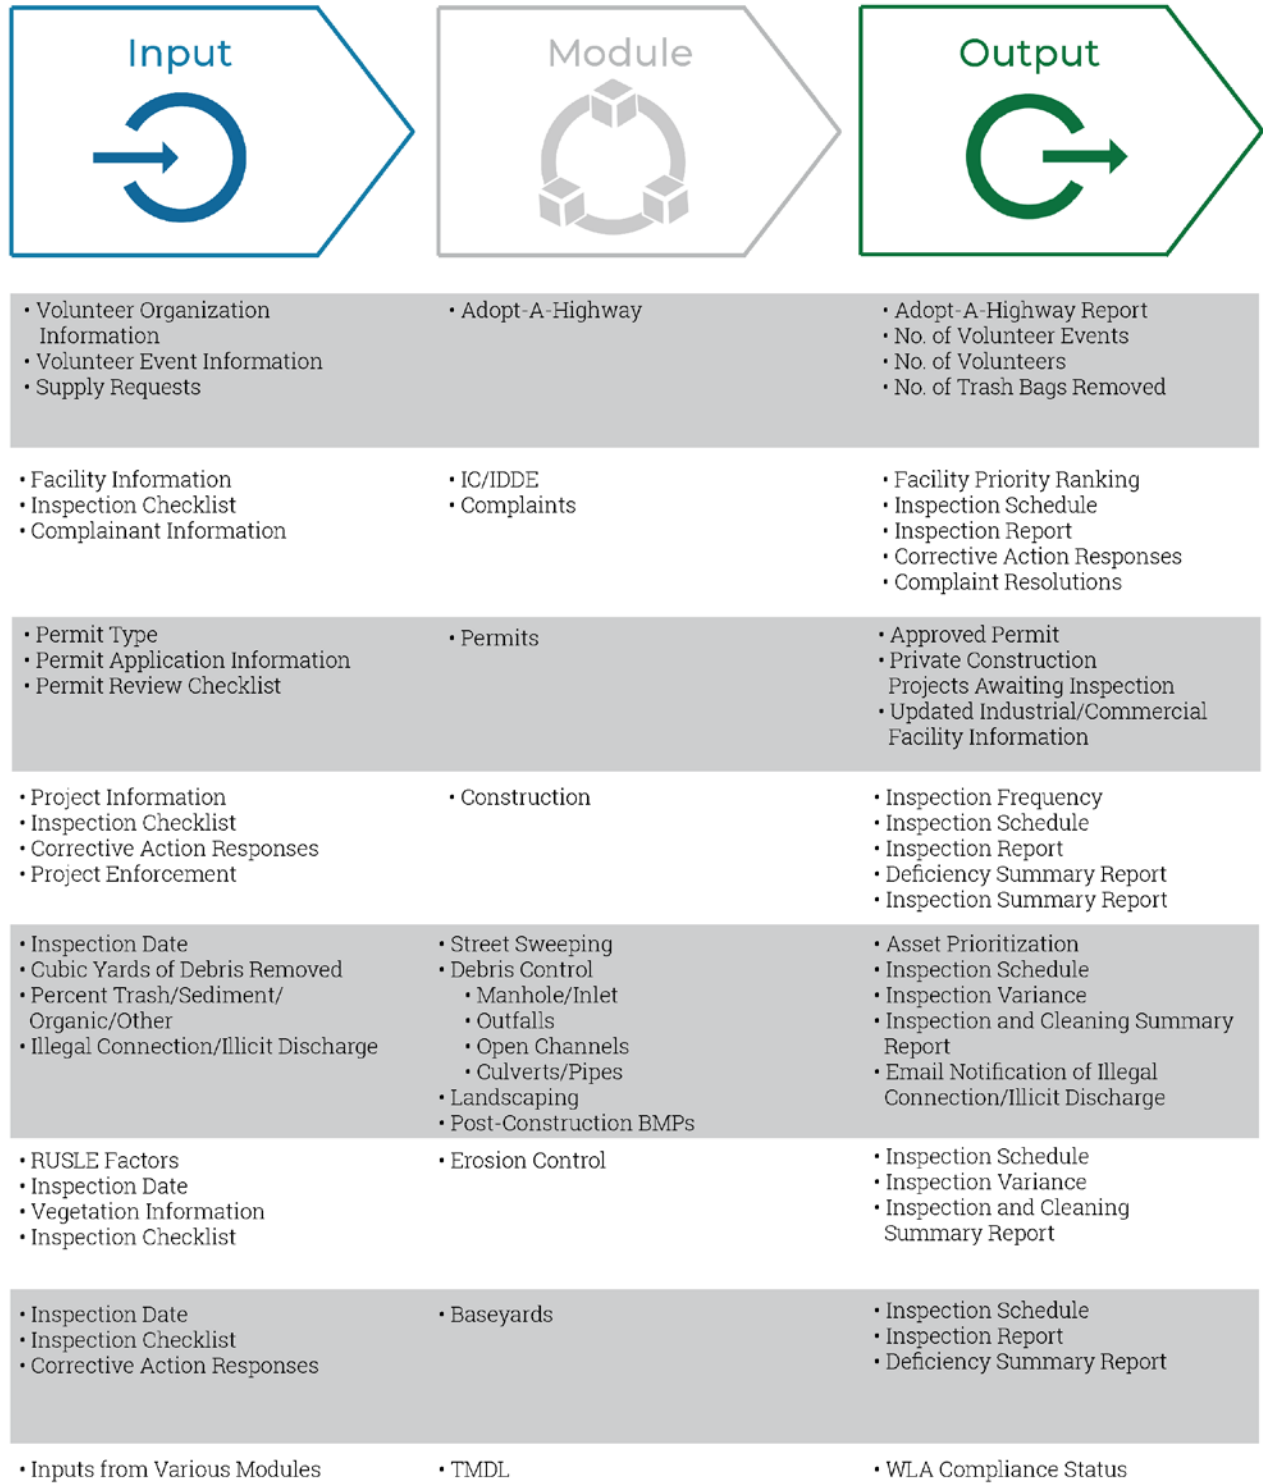 Input
Module
Output
• Volunteer Organization
Information
• Volunteer Event Information
• Supply Requests
• Adopt-A-Highway
• Adopt-A-Highway Report
• No. of Volunteer Events
• No. of Volunteers
• No. of Trash Bags Removed
• Facility Information
• Inspection Checklist
• Complainant Information
• IC/IDDE
• Complaints
• Facility Priority Ranking
• Inspection Schedule
• Inspection Report
• Corrective Action Responses
• Complaint Resolutions
• Permit Type
• Permit Application Information
• Permit Review Checklist
• Permits
• Approved Permit
• Private Construction
Projects Awaiting Inspection
• Updated Industrial/Commercial
Facility Information
• Project Information
• Inspection Checklist
• Corrective Action Responses
• Project Enforcement
• Construction
• Inspection Frequency
• Inspection Schedule
• Inspection Report
• Deficiency Summary Report
• Inspection Summary Report
• Inspection Date
• Cubic Yards of Debris Removed
• Percent Trash/Sediment/
Organic/Other
• Illegal Connection/Illicit Discharge
• Street Sweeping
• Debris Control
• Manhole/Inlet
• Outfalls
• Open Channels
• Culverts/Pipes
• Landscaping
• Post-Construction BMPs
• Asset Prioritization
• Inspection Schedule
• Inspection Variance
• Inspection and Cleaning Summary
Report
• Email Notification of Illegal
Connection/Illicit Discharge
• RUSLE Factors
• Inspection Date
• Vegetation Information
• Inspection Checklist
• Erosion Control
• Inspection Schedule
• Inspection Variance
• Inspection and Cleaning
Summary Report
• Inspection Date
• Inspection Checklist
• Corrective Action Responses
• Baseyards
• Inspection Schedule
• Inspection Report
• Deficiency Summary Report
• Inputs from Various Modules
• TMDL
• WLA Compliance Status